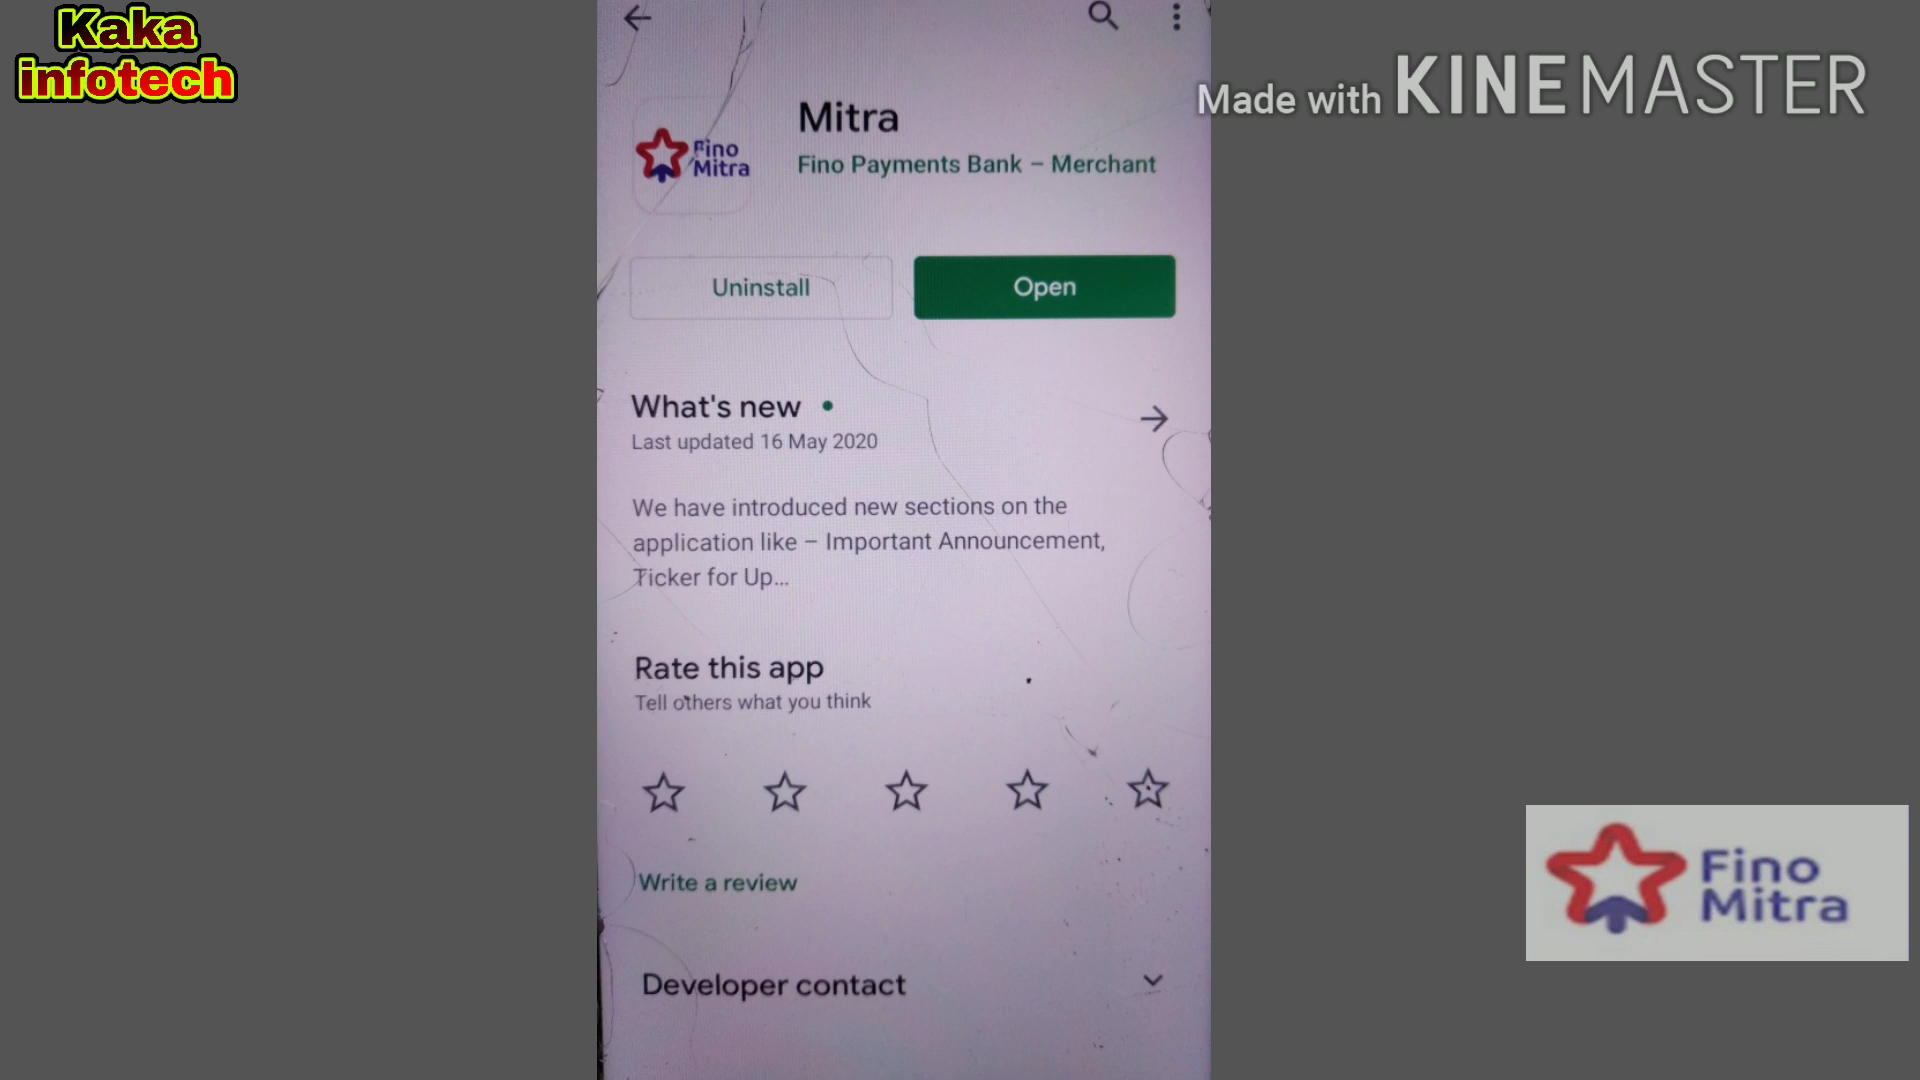 Kaka
infotech
Made with KINEMASTER
Mitra
Fino Payments Bank – Merchant
Fino
Mitra
Uninstall
Open
What's new
Last updated 16 May 2020
We have introduced new sections on the
application like – Important Announcement,
Ticker for Up...
Rate this app
Tell others what you think
Write a review
Developer contact
Fino
Mitra